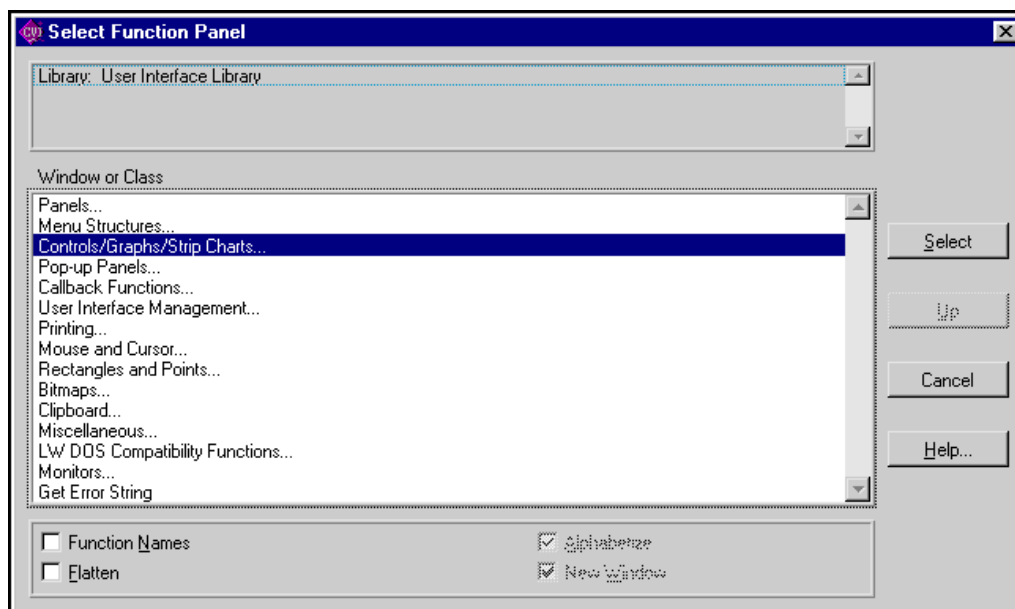 CVI Select Function Panel
Library: User Interface Library
Window or Class
Panels...
Menu Structures...
Controls/Graphs/Strip Charts...
Pop-up Panels...
Callback Functions...
User Interface Management...
Printing...
Mouse and Cursor...
Rectangles and Points...
Bitmaps...
Clipboard...
Miscellaneous...
LW DOS Compatibility Functions...
Monitors...
Get Error String
Select
Up
Cancel
Help...
Function Names
Alphabetize
Flatten
New Window